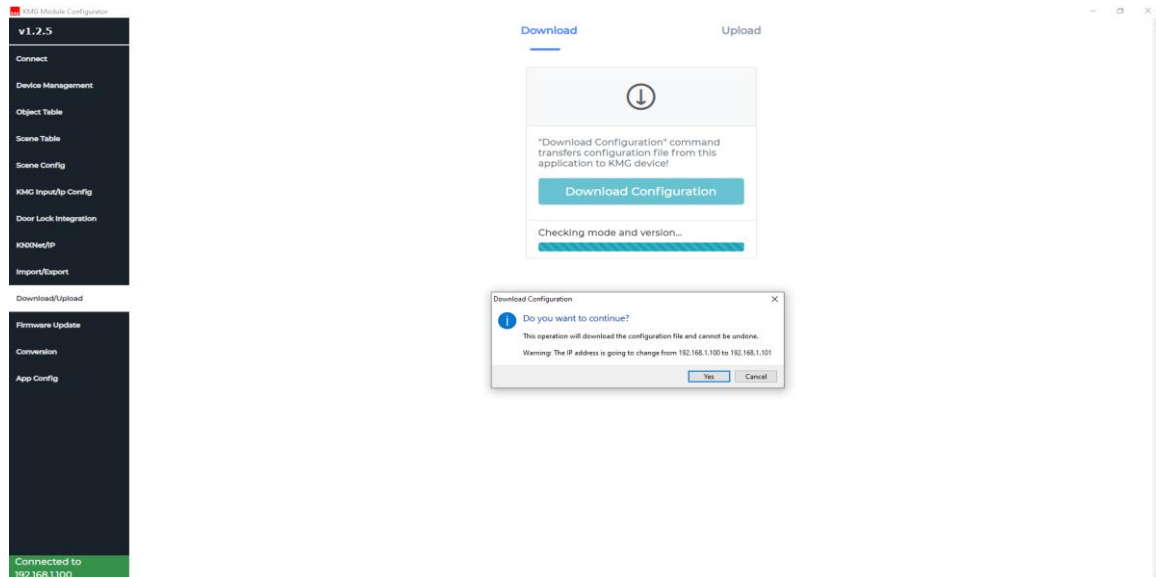 KMG Module Configurator
v1.2.5
Connect
Device Management
Object Table
Scene Table
Scene Config
KMG Input/Ip Config
Door Lock Integration
KNXNet/IP
Import/Export
Download/Upload
Firmware Update
Conversion
App Config
Connected to
192.168.1.100
Download Upload
"Download Configuration" command
transfers configuration file from this
application to KMG device!
Download Configuration
Checking mode and version...
Download Configuration
Do you want to continue?
This operation will download the configuration file and cannot be undone.
Warning: The IP address is going to change from 192.168.1.100 to 192.168.1.101
Yes Cancel